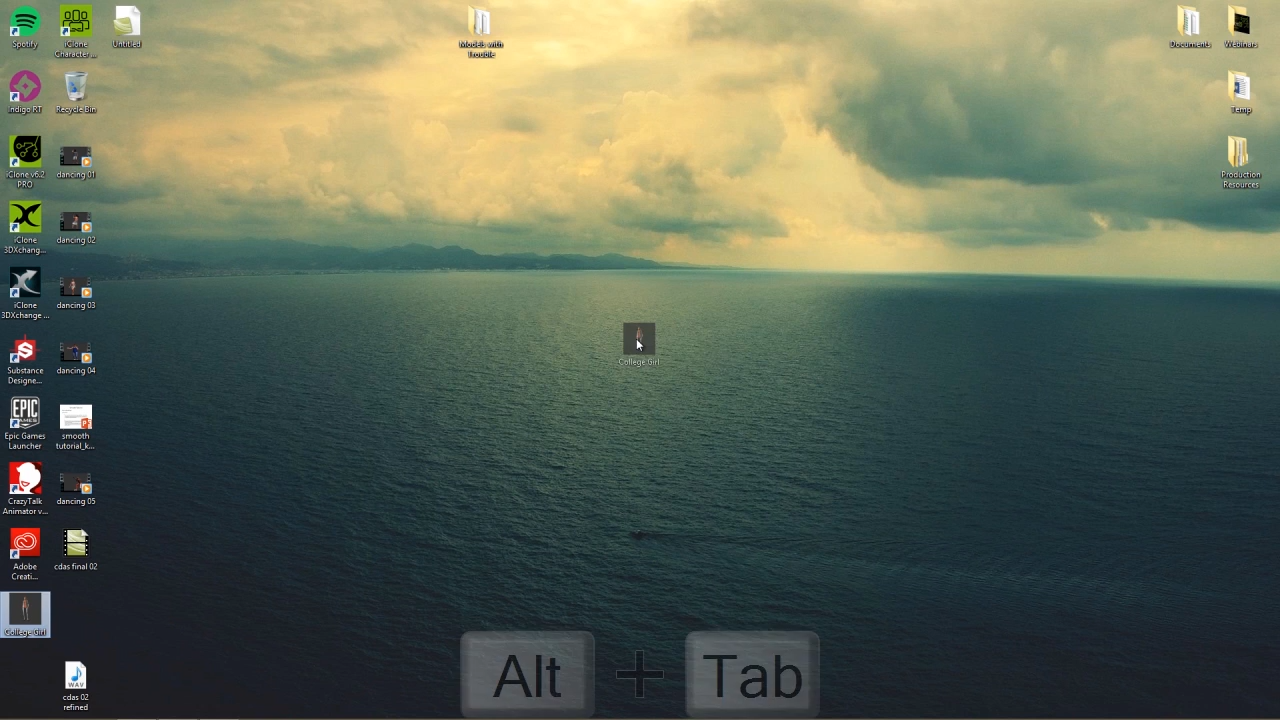 Spotify
iClone
Character...
Untitled
Models with
Trouble
Documents
Webinars
Indigo RT
Recycle Bin
Temp
iClone v6.2
PRO
dancing 01
Production
Resources
iClone
3DXchang...
dancing 02
iClone
3DXchange ...
dancing 03
College Girl
Substance
Designe...
dancing 04
EPIC
GAMES
Epic Games
Launcher
smooth
tutorial_k...
CrazyTalk
Animator v...
dancing 05
Adobe
Creati...
cdas final 02
College Girl
Alt + Tab
WAV
cdas 02
refined